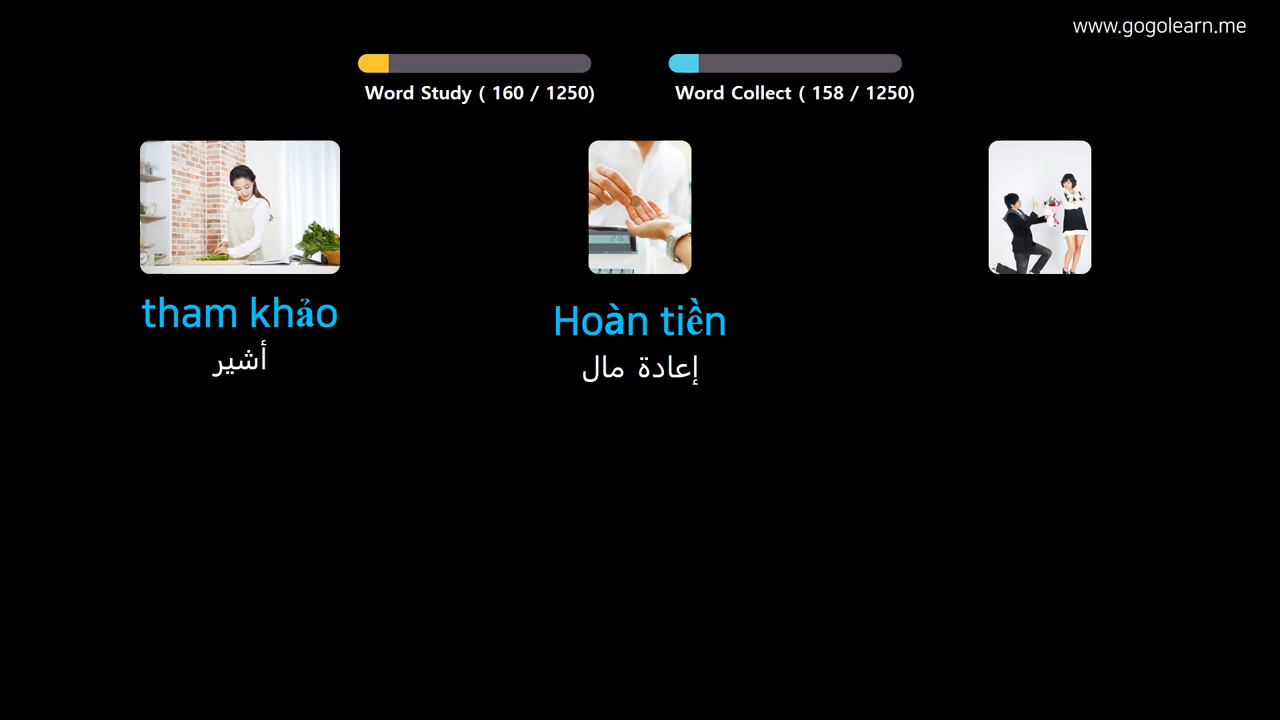 www.gogolearn.me
Word Study ( 160 / 1250)
Word Collect ( 158 / 1250)
tham khảo
أشير
Hoàn tiền
إعادة مال